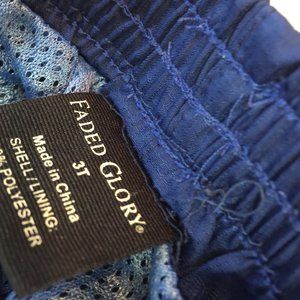 FADED GLORY®
3T
Made in China
SHELL/LINING:
% POLYESTER